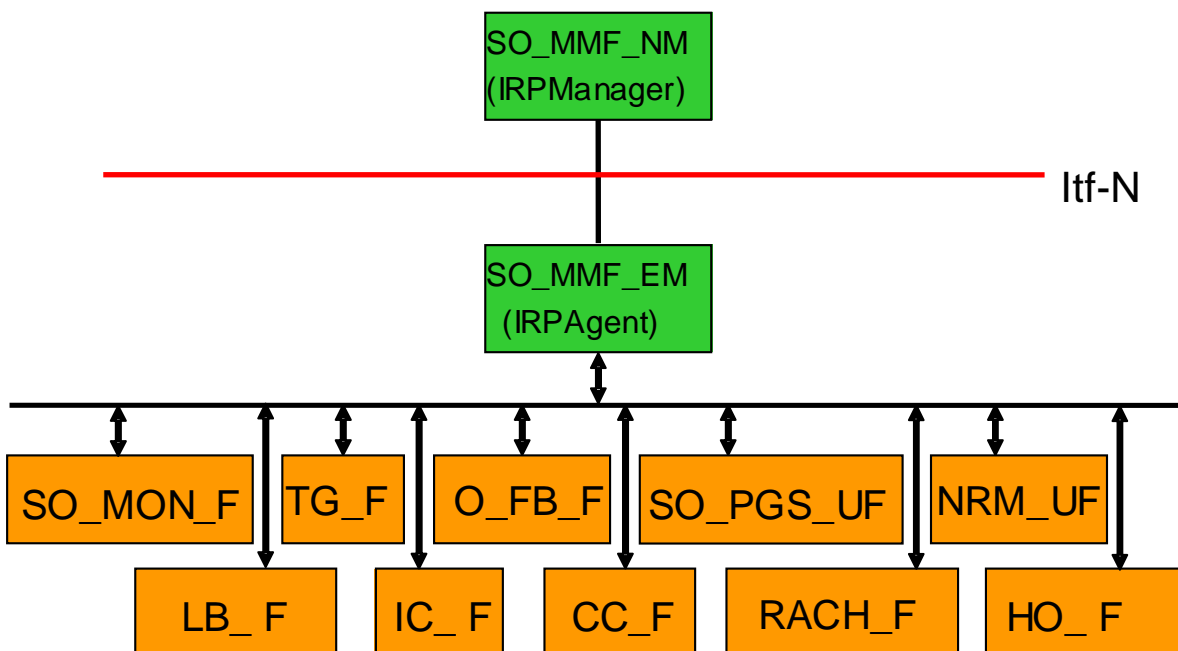 SO_MMF_NM
(IRPManager)
Itf-N
SO_MMF_EM
(IRPAgent)
SO_MON_F
TG_F
O_FB_F
SO_PGS_UF
NRM_UF
LB_ F
IC_ F
CC_F
RACH_F
HO_ F